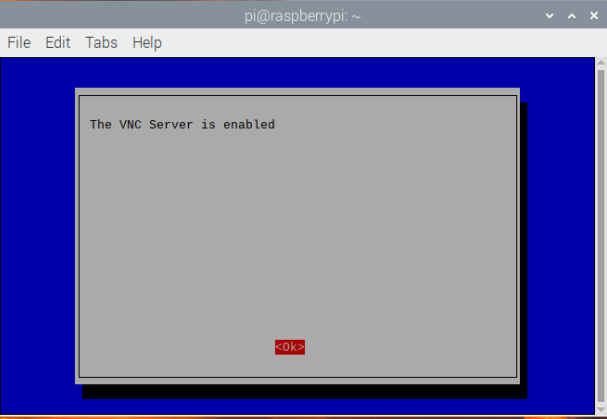 pi@raspberrypi: ~
File Edit Tabs Help
The VNC Server is enabled
<Ok>